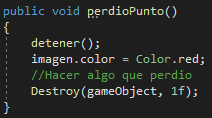 public void perdioPunto()
{
    detener();
    imagen.color = Color.red;
    //Hacer algo que perdio
    Destroy(gameObject, 1f);
}